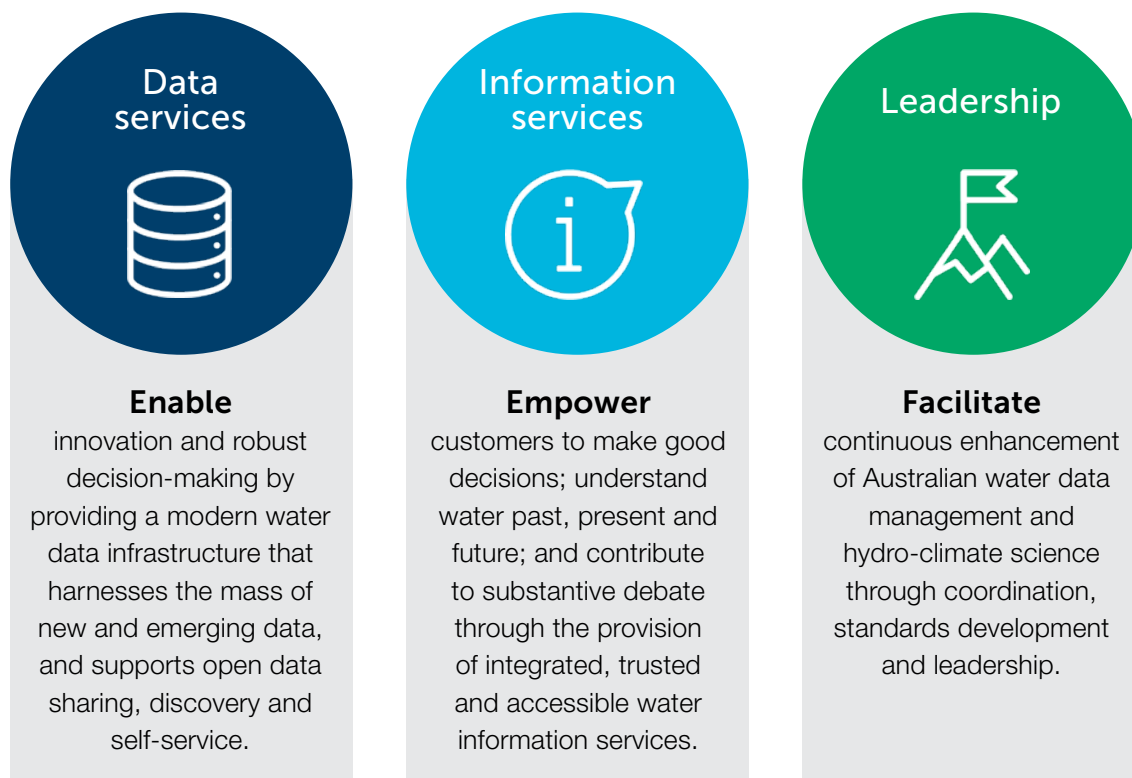 Data
services
Enable
innovation and robust
decision-making by
providing a modern water
data infrastructure that
harnesses the mass of
new and emerging data,
and supports open data
sharing, discovery and
self-service.
Information
services
i
Empower
customers to make good
decisions; understand
water past, present and
future; and contribute
to substantive debate
through the provision
of integrated, trusted
and accessible water
information services.
Leadership
Facilitate
continuous enhancement
of Australian water data
management and
hydro-climate science
through coordination,
standards development
and leadership.